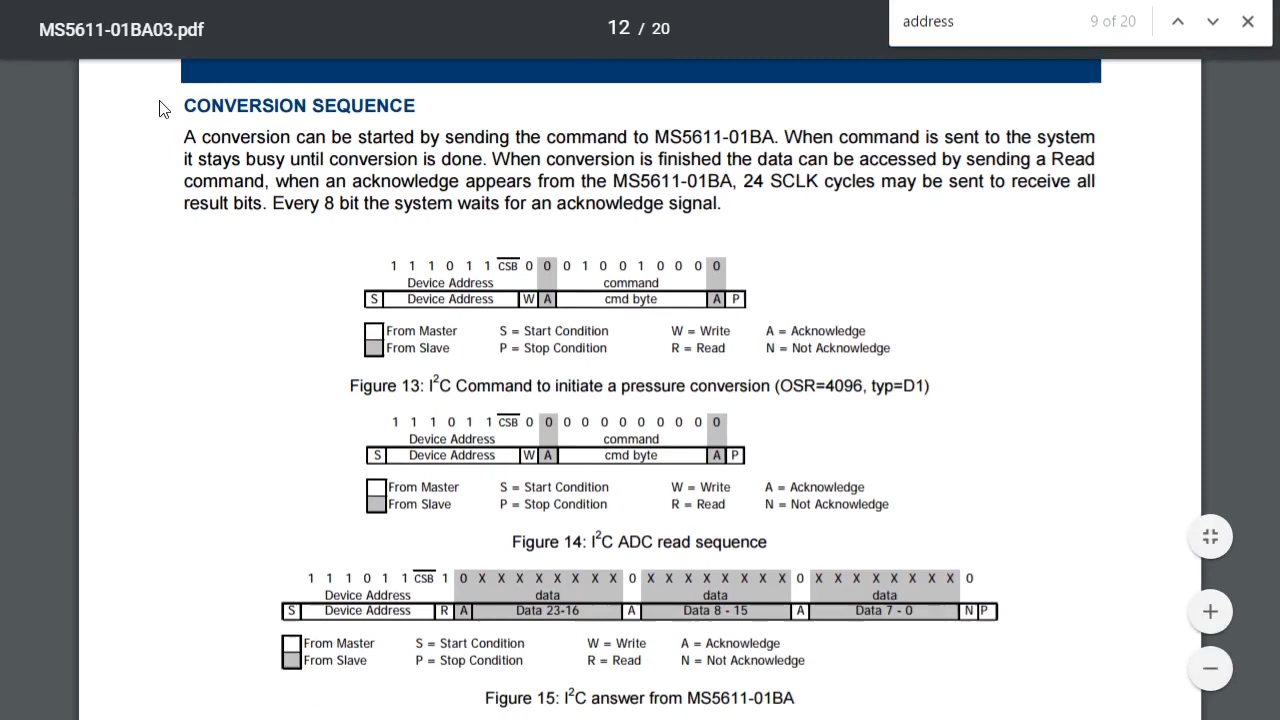 MS5611-01BA03.pdf
12 / 20
address
9 of 20
CONVERSION SEQUENCE
A conversion can be started by sending the command to MS5611-01BA. When command is sent to the system
it stays busy until conversion is done. When conversion is finished the data can be accessed by sending a Read
command, when an acknowledge appears from the MS5611-01BA, 24 SCLK cycles may be sent to receive all
result bits. Every 8 bit the system waits for an acknowledge signal.
1 1 1 0 1 1 CSB 0 0 0 1 0 0 1 0 0 0 0
Device Address command
S Device Address W A cmd byte A P
From Master S = Start Condition W = Write A = Acknowledge
From Slave P = Stop Condition R = Read N = Not Acknowledge
Figure 13: I2C Command to initiate a pressure conversion (OSR=4096, typ=D1)
1 1 1 0 1 1 CSB 0 0 0 0 0 0 0 0 0 0 0
Device Address command
S Device Address W A cmd byte A P
From Master S = Start Condition W = Write A = Acknowledge
From Slave P = Stop Condition R = Read N = Not Acknowledge
Figure 14: I2C ADC read sequence
1 1 1 0 1 1 CSB 1 0 X X X X X X X X 0 X X X X X X X X 0 X X X X X X X X 0
Device Address data data data
S Device Address R A Data 23-16 A Data 8 - 15 A Data 7 - 0 N P
From Master S = Start Condition W = Write A = Acknowledge
From Slave P = Stop Condition R = Read N = Not Acknowledge
Figure 15: I2C answer from MS5611-01BA